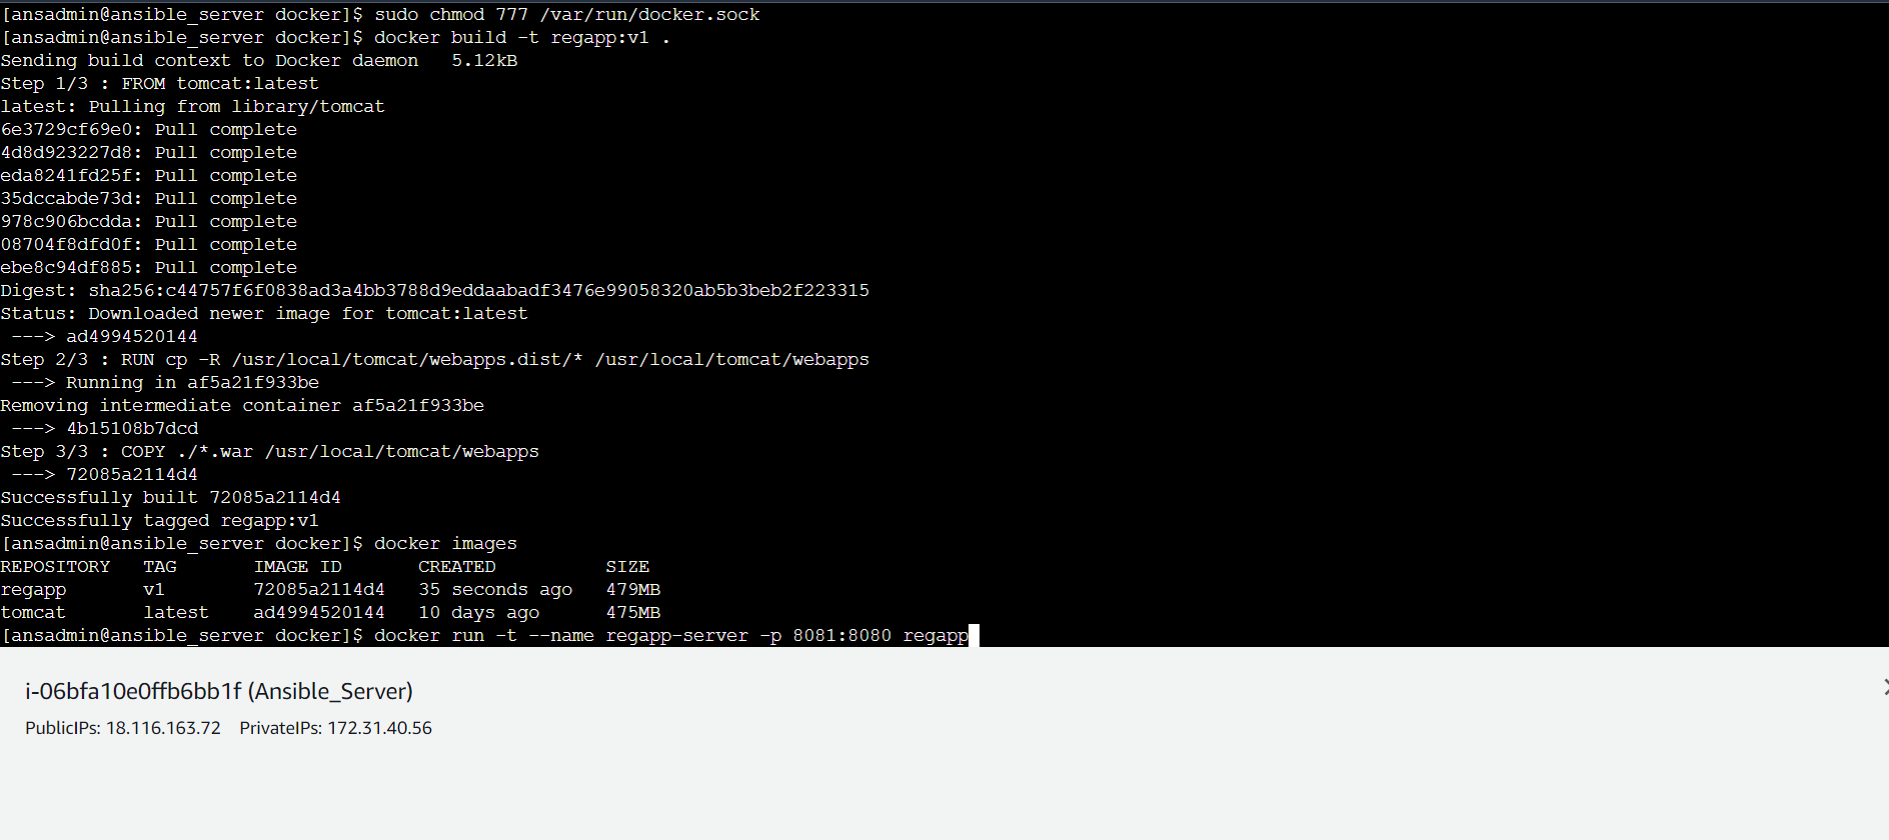 [ansadmin@ansible_server docker]$ sudo chmod 777 /var/run/docker.sock
[ansadmin@ansible_server docker]$ docker build -t regapp:v1 .
Sending build context to Docker daemon   5.12kB
Step 1/3 : FROM tomcat:latest
latest: Pulling from library/tomcat
6e3729cf69e0: Pull complete
4d8d923227d8: Pull complete
eda8241fd25f: Pull complete
35dccabde73d: Pull complete
978c906bcdda: Pull complete
08704f8dfd0f: Pull complete
ebe8c94df885: Pull complete
Digest: sha256:c44757f6f0838ad3a4bb3788d9eddaabadf3476e99058320ab5b3beb2f223315
Status: Downloaded newer image for tomcat:latest
 ---> ad4994520144
Step 2/3 : RUN cp -R /usr/local/tomcat/webapps.dist/* /usr/local/tomcat/webapps
 ---> Running in af5a21f933be
Removing intermediate container af5a21f933be
 ---> 4b15108b7dcd
Step 3/3 : COPY ./*.war /usr/local/tomcat/webapps
 ---> 72085a2114d4
Successfully built 72085a2114d4
Successfully tagged regapp:v1
[ansadmin@ansible_server docker]$ docker images
REPOSITORY   TAG       IMAGE ID       CREATED          SIZE
regapp       v1        72085a2114d4   35 seconds ago   479MB
tomcat       latest    ad4994520144   10 days ago      475MB
[ansadmin@ansible_server docker]$ docker run -t --name regapp-server -p 8081:8080 regapp
i-06bfa10e0ffb6bb1f (Ansible_Server)
PublicIPs: 18.116.163.72    PrivateIPs: 172.31.40.56